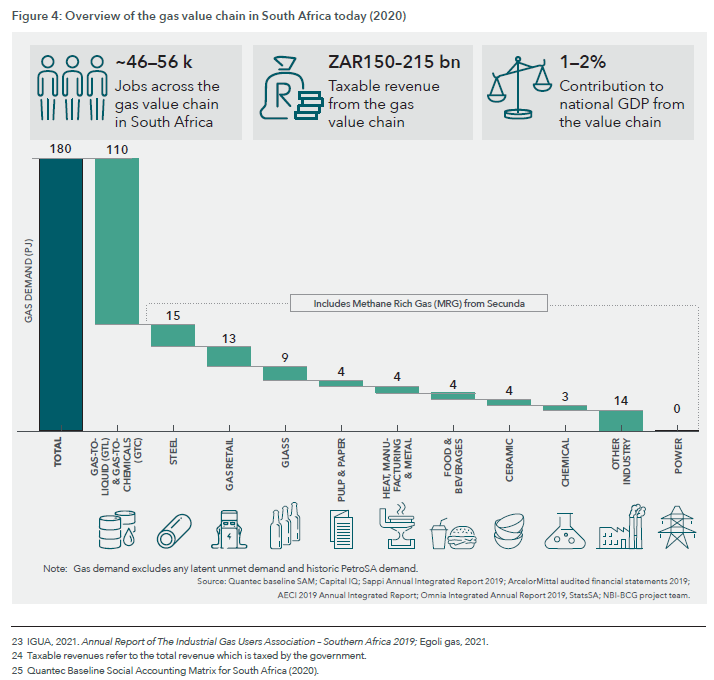 Figure 4: Overview of the gas value chain in South Africa today (2020)
~46–56 k
Jobs across the
gas value chain
in South Africa
ZAR150-215 bn
Taxable revenue
from the gas
value chain
R
1–2%
Contribution to
national GDP from
the value chain
GAS DEMAND (PJ)
180
110
Includes Methane Rich Gas (MRG) from Secunda
15
13
9
4
4
4
4
3
14
0
TOTAL
GAS-TO-
LIQUID (GTL)
& GAS-TO-
CHEMICALS
(GTC)
STEEL
GAS RETAIL
GLASS
PULP & PAPER
HEAT, MANU-
FACTURING
& METAL
FOOD &
BEVERAGES
CERAMIC
CHEMICAL
OTHER
INDUSTRY
POWER
Note: Gas demand excludes any latent unmet demand and historic PetroSA demand.
Source: Quantec baseline SAM; Capital IQ; Sappi Annual Integrated Report 2019; ArcelorMittal audited financial statements 2019;
AECI 2019 Annual Integrated Report; Omnia Integrated Annual Report 2019, StatsSA; NBI-BCG project team.
23 IGUA, 2021. Annual Report of The Industrial Gas Users Association – Southern Africa 2019; Egoli gas, 2021.
24 Taxable revenues refer to the total revenue which is taxed by the government.
25 Quantec Baseline Social Accounting Matrix for South Africa (2020).